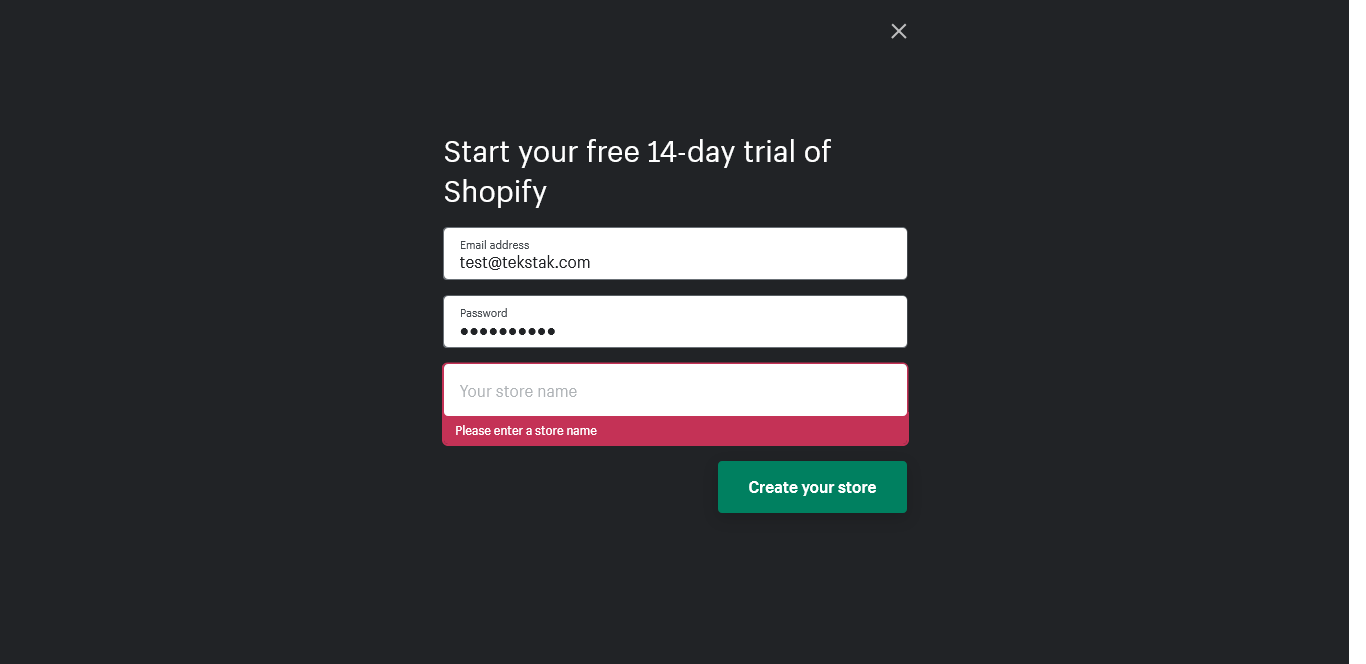 Start your free 14-day trial of
Shopify
Email address
test@tekstak.com
Password
••••••••••
Your store name
Please enter a store name
Create your store